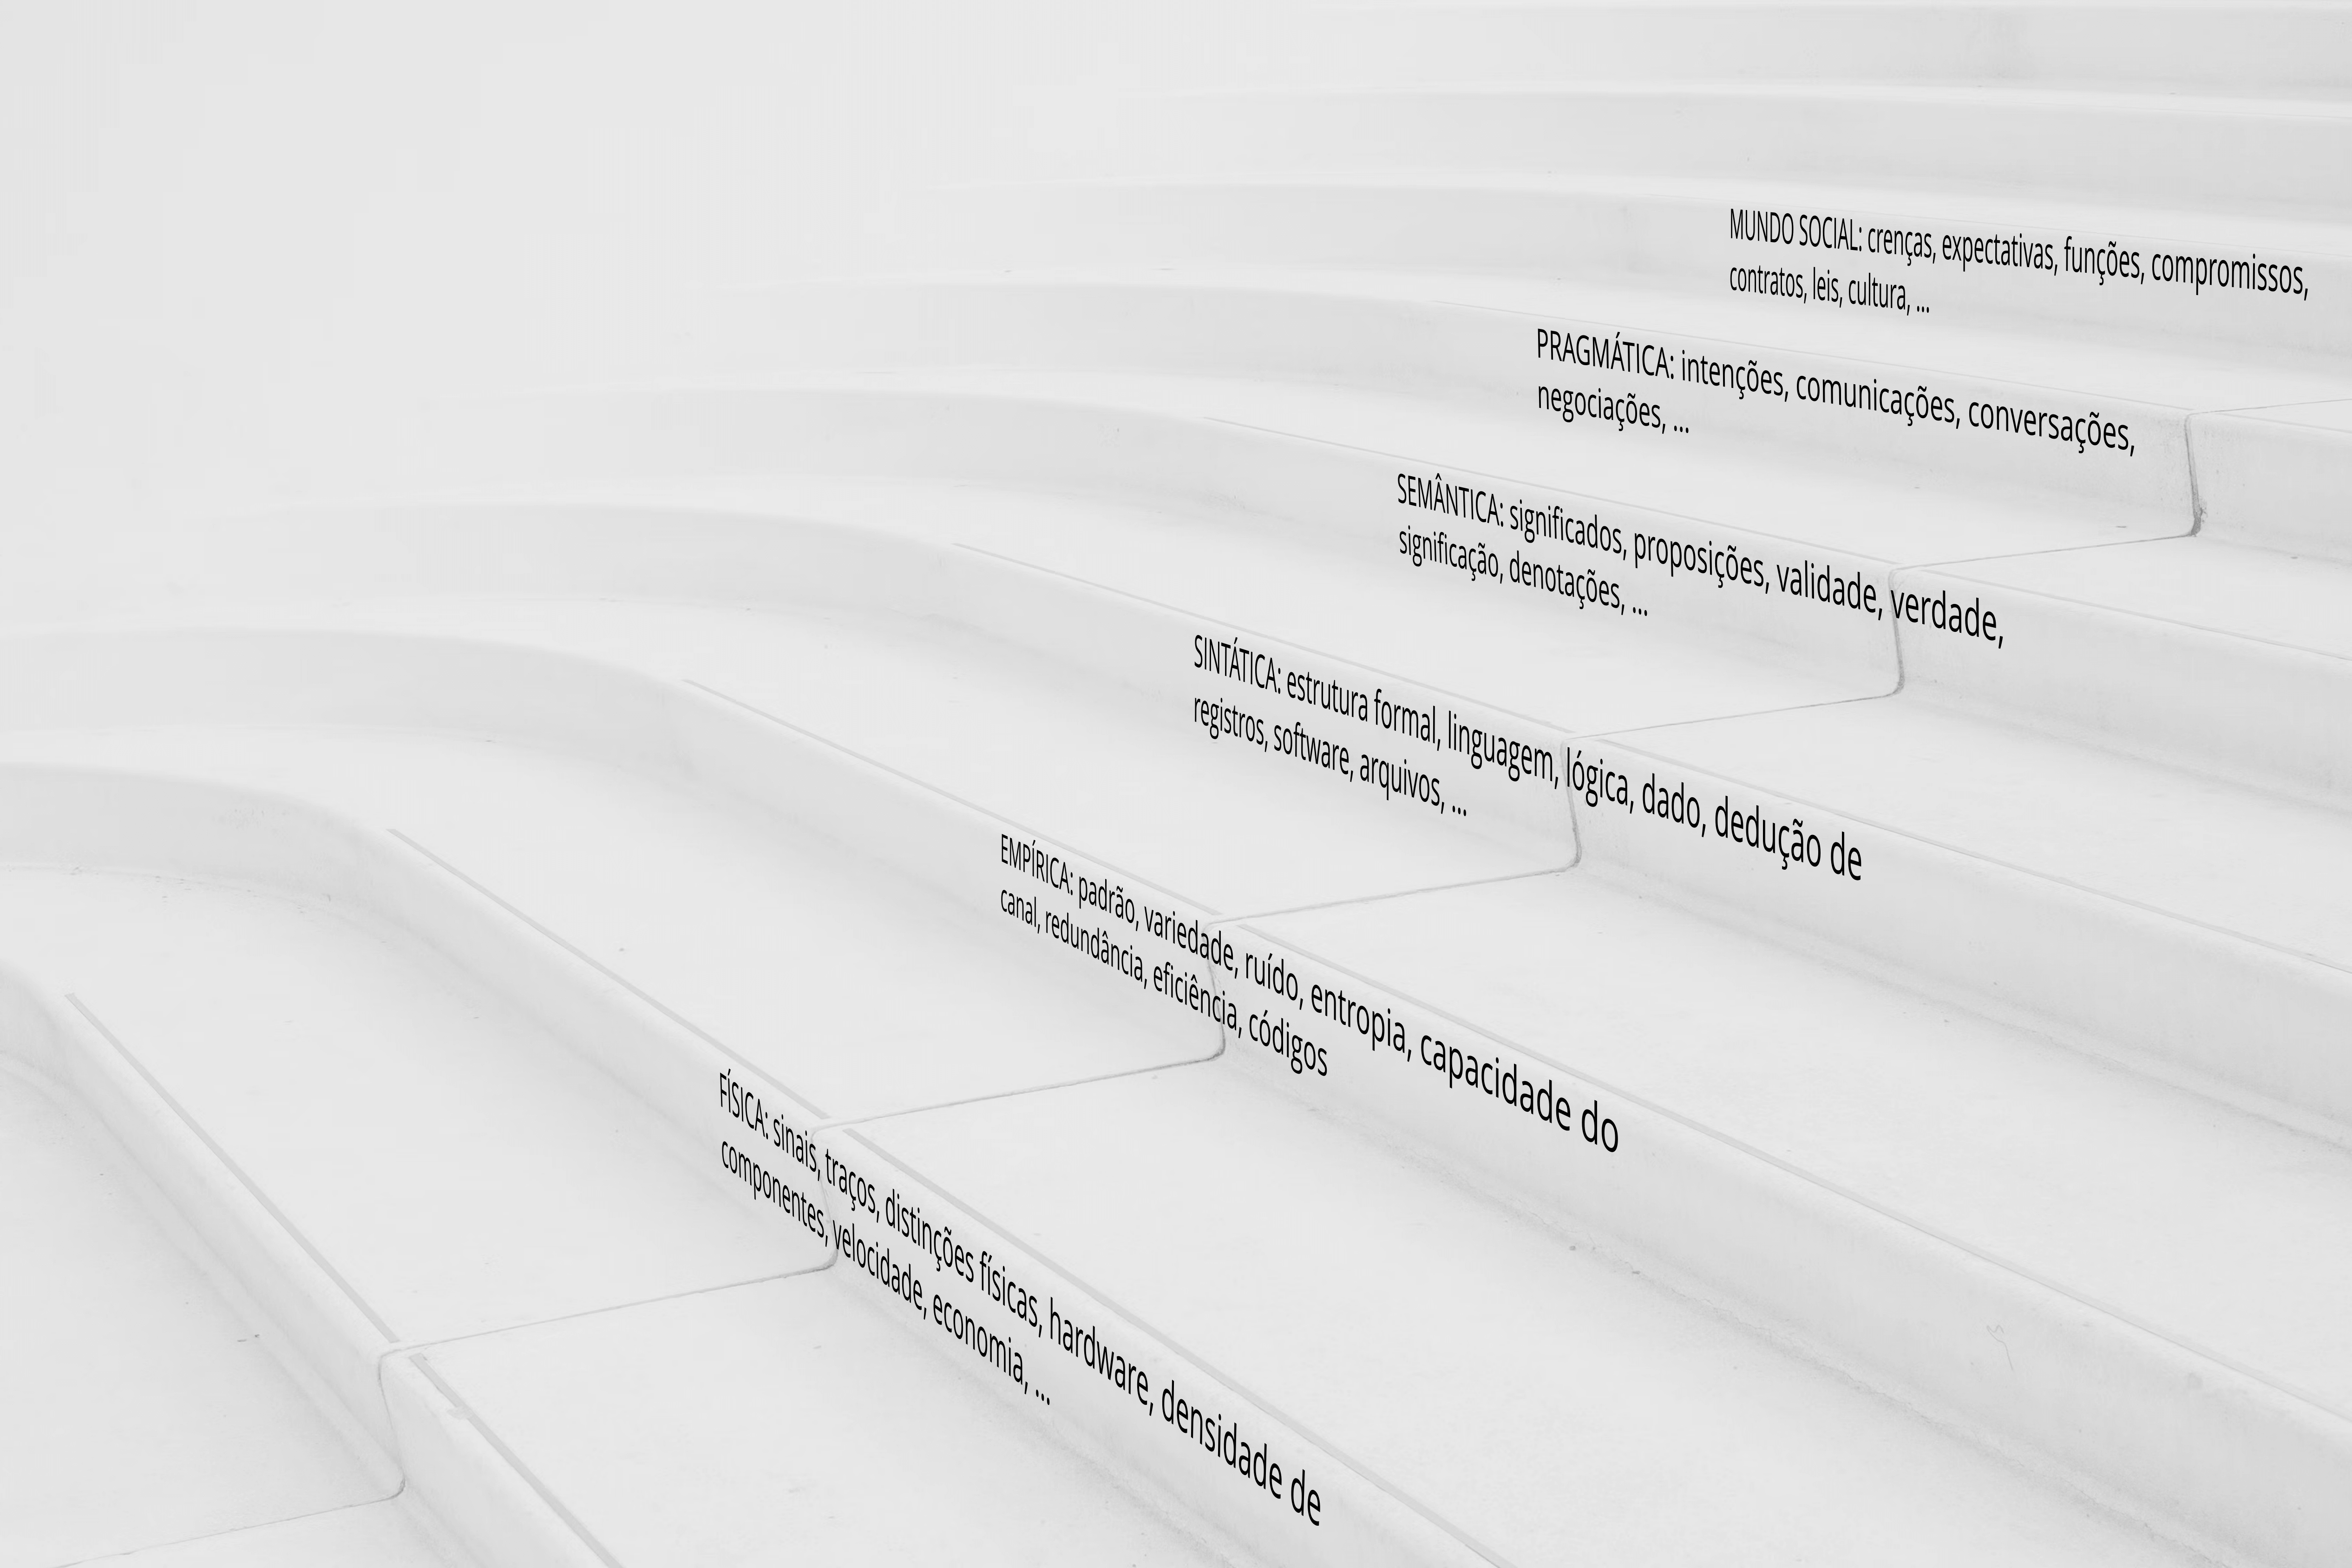 MUNDO SOCIAL: crenças, expectativas, funções, compromissos,
contratos, leis, cultura, ...
PRAGMÁTICA: intenções, comunicações, conversações,
negociações, ...
SEMÂNTICA: significados, proposições, validade, verdade,
significação, denotações, ...
SINTÁTICA: estrutura formal, linguagem, lógica, dado, dedução de
registros, software, arquivos, ...
EMPÍRICA: padrão, variedade, ruído, entropia, capacidade do
canal, redundância, eficiência, códigos
FÍSICA: sinais, traços, distinções físicas, hardware, densidade de
componentes, velocidade, economia, ...